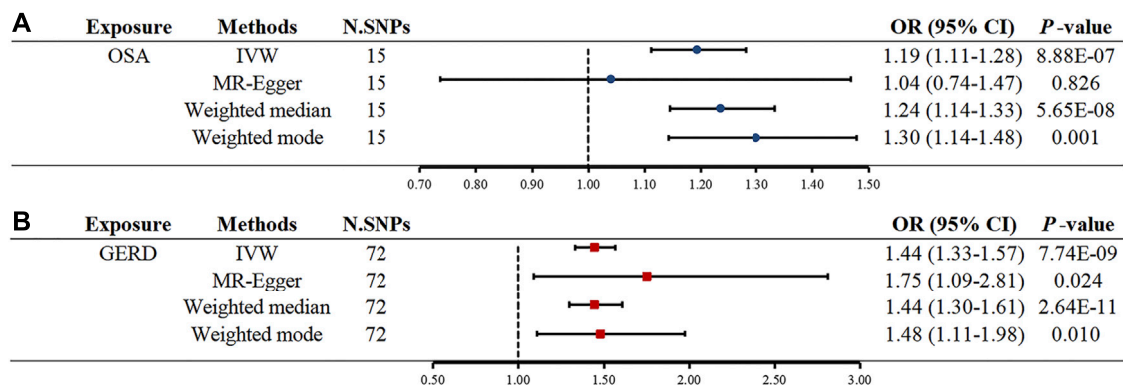 A
Exposure Methods N.SNPs OR (95% CI) P-value
OSA IVW 15 1.19 (1.11-1.28) 8.88E-07
MR-Egger 15 1.04 (0.74-1.47) 0.826
Weighted median 15 1.24 (1.14-1.33) 5.65E-08
Weighted mode 15 1.30 (1.14-1.48) 0.001
0.70 0.80 0.90 1.00 1.10 1.20 1.30 1.40 1.50
B
Exposure Methods N.SNPs OR (95% CI) P-value
GERD IVW 72 1.44 (1.33-1.57) 7.74E-09
MR-Egger 72 1.75 (1.09-2.81) 0.024
Weighted median 72 1.44 (1.30-1.61) 2.64E-11
Weighted mode 72 1.48 (1.11-1.98) 0.010
0.50 1.00 1.50 2.00 2.50 3.00